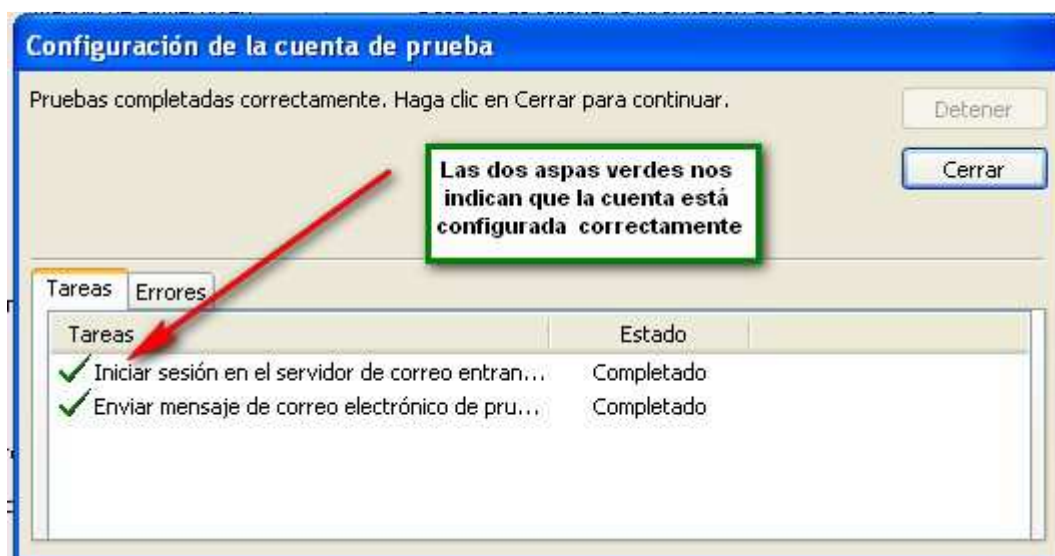 Configuración de la cuenta de prueba
Pruebas completadas correctamente. Haga clic en Cerrar para continuar.
Detener
Cerrar
Las dos aspas verdes nos
indican que la cuenta está
configurada correctamente
Tareas Errores
Tareas Estado
Iniciar sesión en el servidor de correo entran... Completado
Enviar mensaje de correo electrónico de pru... Completado